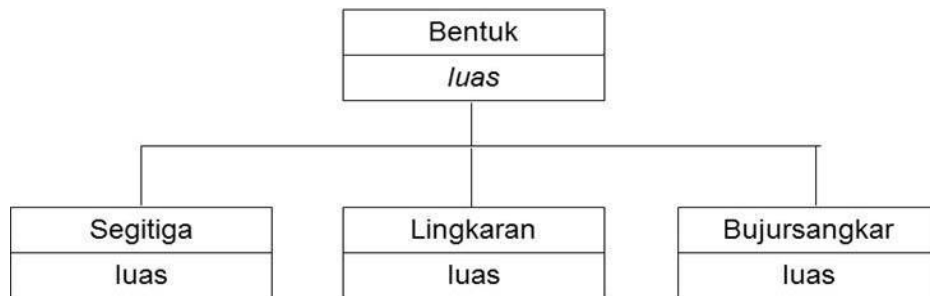 Bentuk
luas
Segitiga
luas
Lingkaran
luas
Bujursangkar
luas